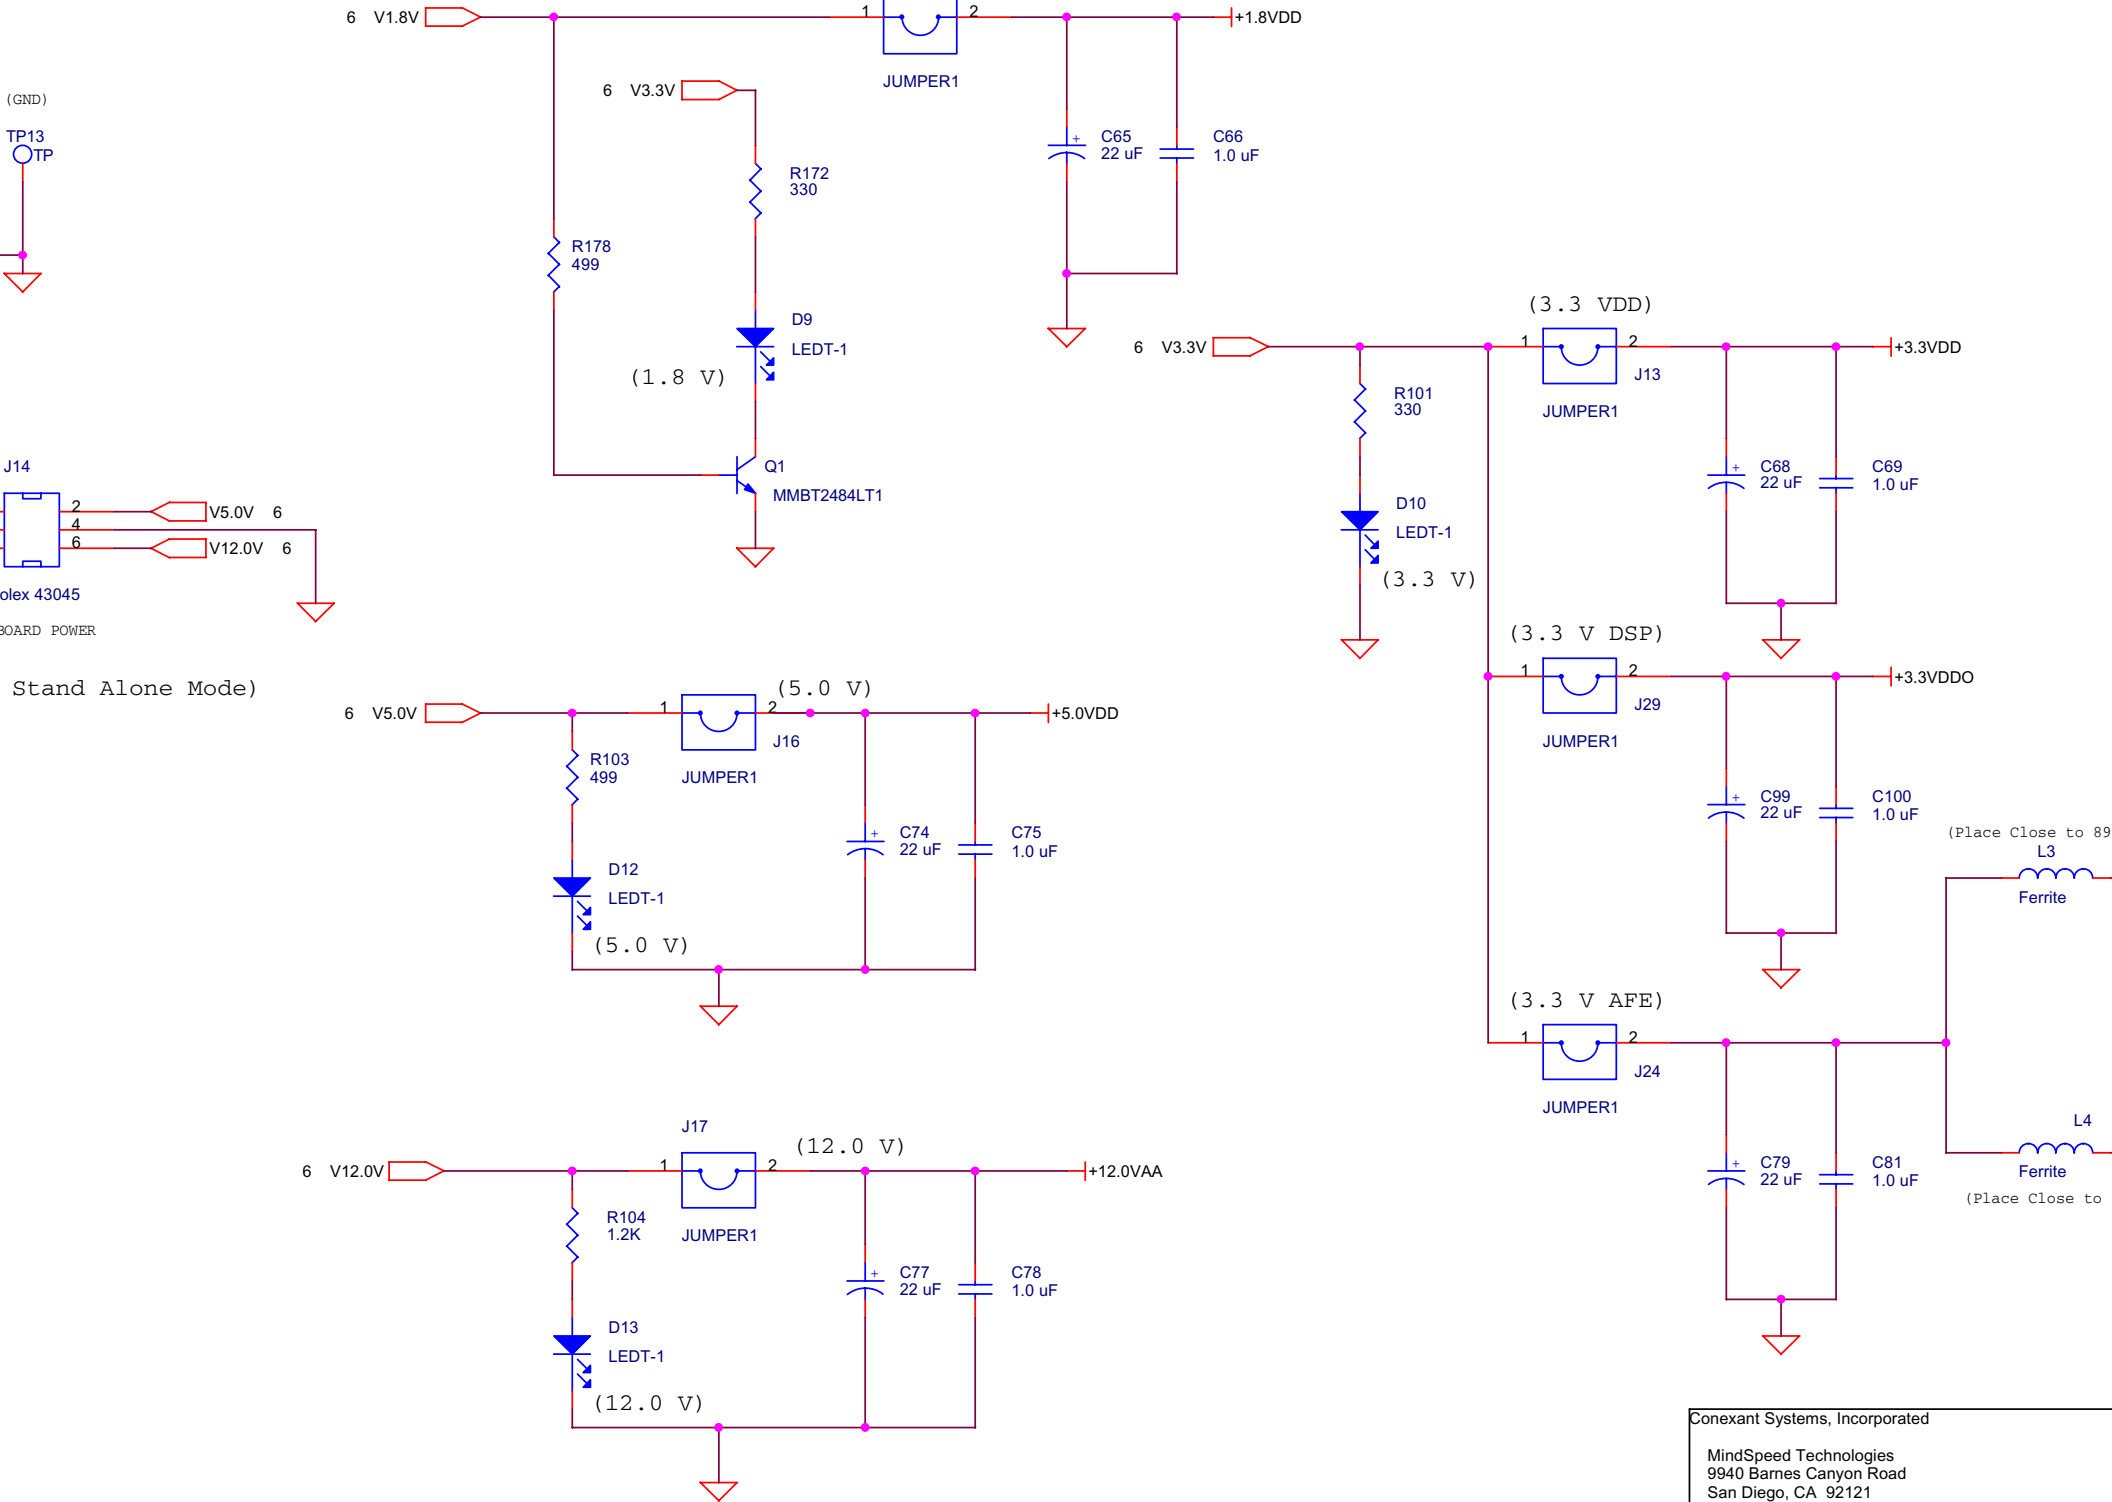 6 V1.8V
1
2
+1.8VDD
JUMPER1
6 V3.3V
(GND)
TP13
TP
C65
22 uF
C66
1.0 uF
R172
330
R178
499
D9
LEDT-1
(1.8 V)
Q1
MMBT2484LT1
J14
2
4
6
V5.0V 6
V12.0V 6
olex 43045
BOARD POWER
Stand Alone Mode)
(3.3 VDD)
6 V3.3V
1
2
+3.3VDD
J13
JUMPER1
R101
330
D10
LEDT-1
(3.3 V)
C68
22 uF
C69
1.0 uF
(3.3 V DSP)
1
2
+3.3VDDO
J29
JUMPER1
C99
22 uF
C100
1.0 uF
(Place Close to 89
L3
Ferrite
(5.0 V)
6 V5.0V
1
2
+5.0VDD
J16
JUMPER1
R103
499
D12
LEDT-1
(5.0 V)
C74
22 uF
C75
1.0 uF
(3.3 V AFE)
1
2
J24
JUMPER1
C79
22 uF
C81
1.0 uF
L4
Ferrite
(Place Close to
J17
(12.0 V)
6 V12.0V
1
2
+12.0VAA
JUMPER1
R104
1.2K
D13
LEDT-1
(12.0 V)
C77
22 uF
C78
1.0 uF
Conexant Systems, Incorporated
MindSpeed Technologies
9940 Barnes Canyon Road
San Diego, CA 92121